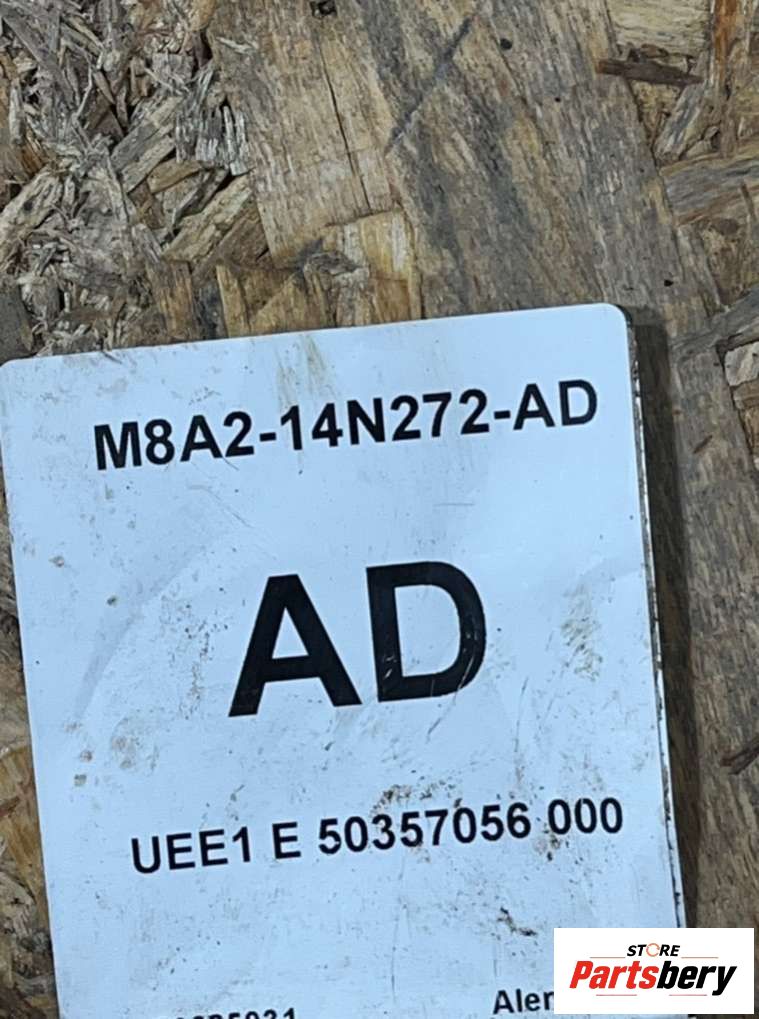 M8A2-14N272-AD
AD
UEE1 E 50357056 000
STORE
Partsbery